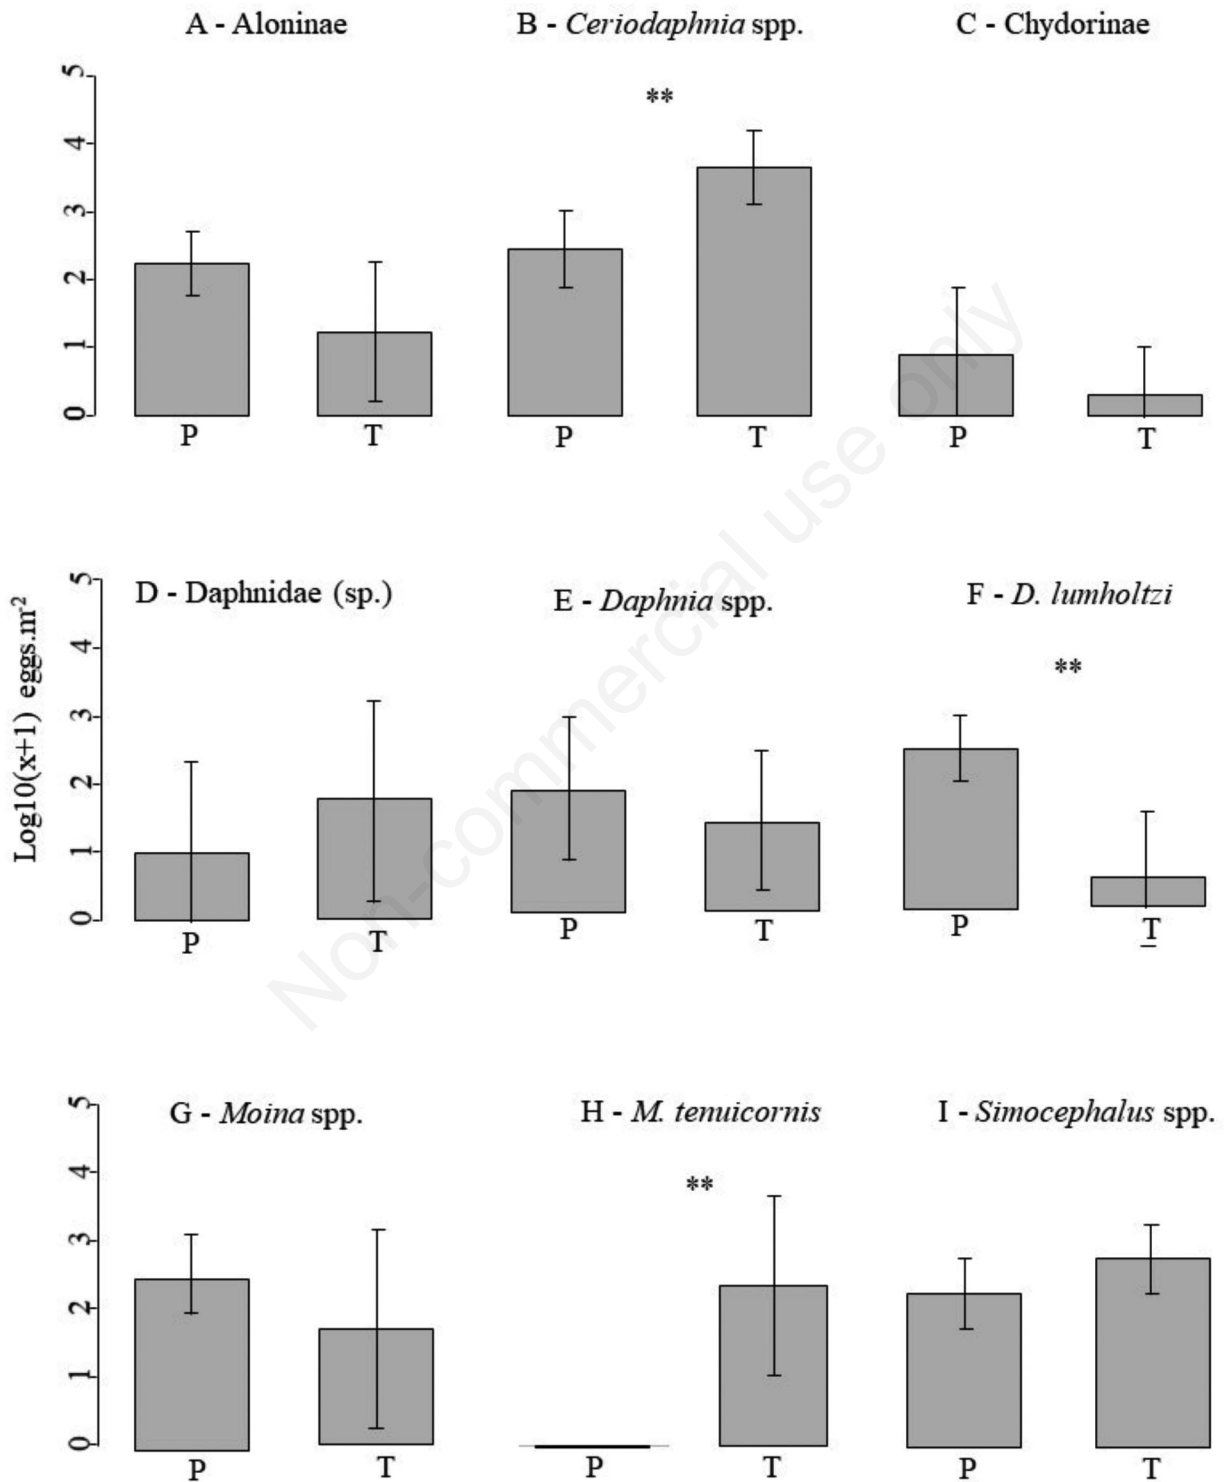 A - Aloninae
B - Ceriodaphnia spp.
C - Chydorinae
5
4
3
2
1
0
**
P
T
P
T
P
T
Log10(x+1) eggs.m-2
D - Daphnidae (sp.)
E - Daphnia spp.
F - D. lumholtzi
5
4
3
2
1
0
**
P
T
P
T
P
T
G - Moina spp.
H - M. tenuicornis
I - Simocephalus spp.
5
4
3
2
1
0
**
P
T
P
T
P
T
Non-commercial use only